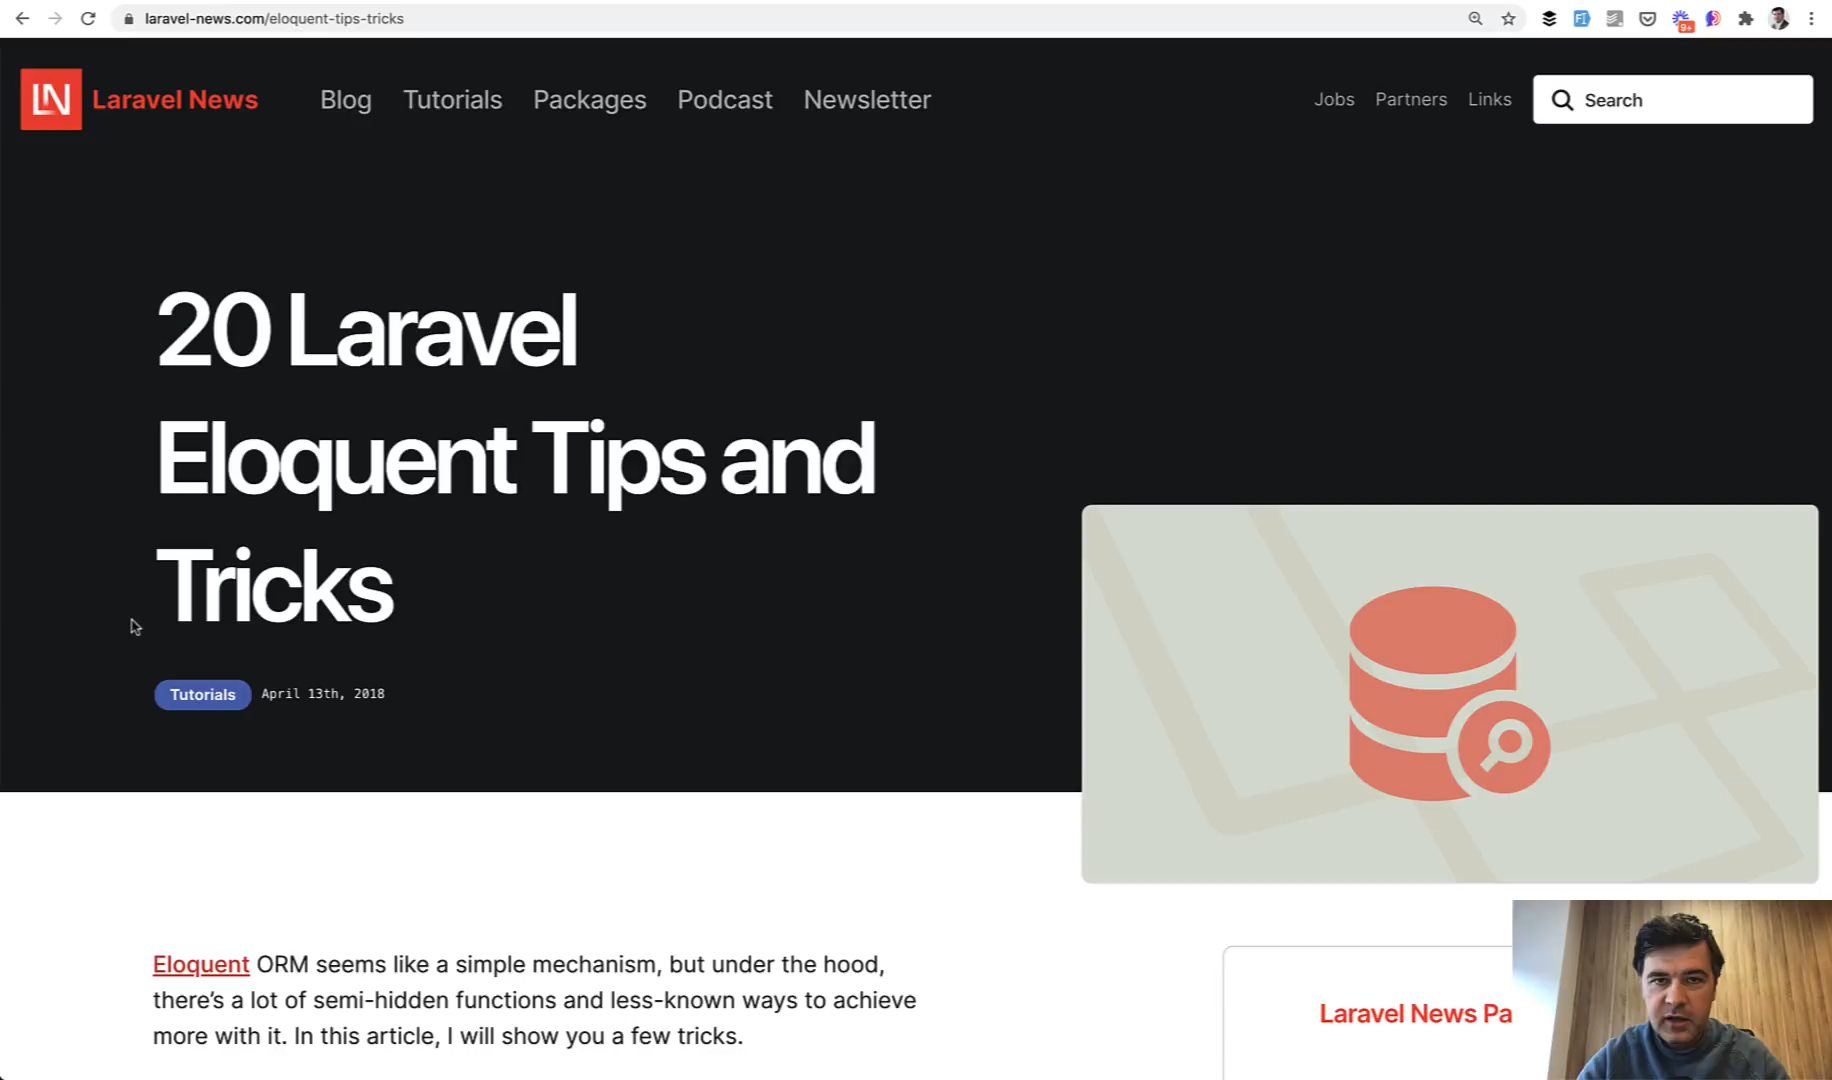 laravel-news.com/eloquent-tips-tricks
9+
LN Laravel News Blog Tutorials Packages Podcast Newsletter Jobs Partners Links Search
20 Laravel
Eloquent Tips and
Tricks
Tutorials April 13th, 2018
Eloquent ORM seems like a simple mechanism, but under the hood,
there’s a lot of semi-hidden functions and less-known ways to achieve
more with it. In this article, I will show you a few tricks.
Laravel News Pa